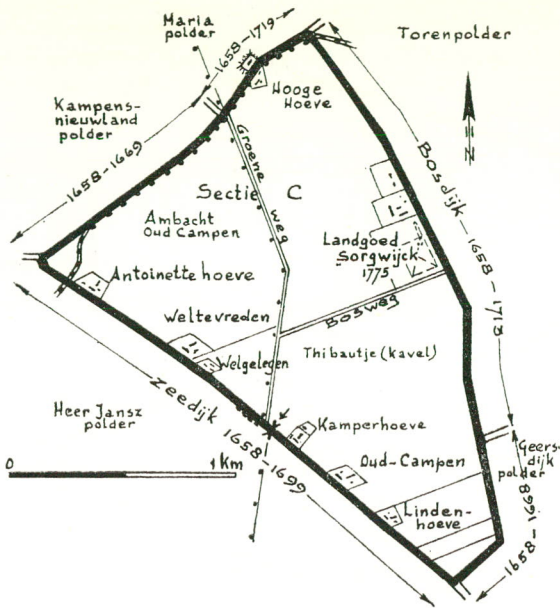 Maria
polder
1658-1719
Torenpolder
Hooge
Hoeve
Kampens-
nieuwland
polder
1658-1669
Groene
weg
Bosdijk - 1658-1718
Sectie C
Ambacht
Oud Campen
Landgoed
Sorgwijck
1775
Antoinette hoeve
Weltevreden
Bosweg
Welgelegen
Thibautje (kavel)
Zeedijk 1658-1699
Heer Jansz
polder
Kamperhoeve
Geers-
dijk
polder
0 1 Km
Oud-Campen
Linden-
hoeve
1658-1668